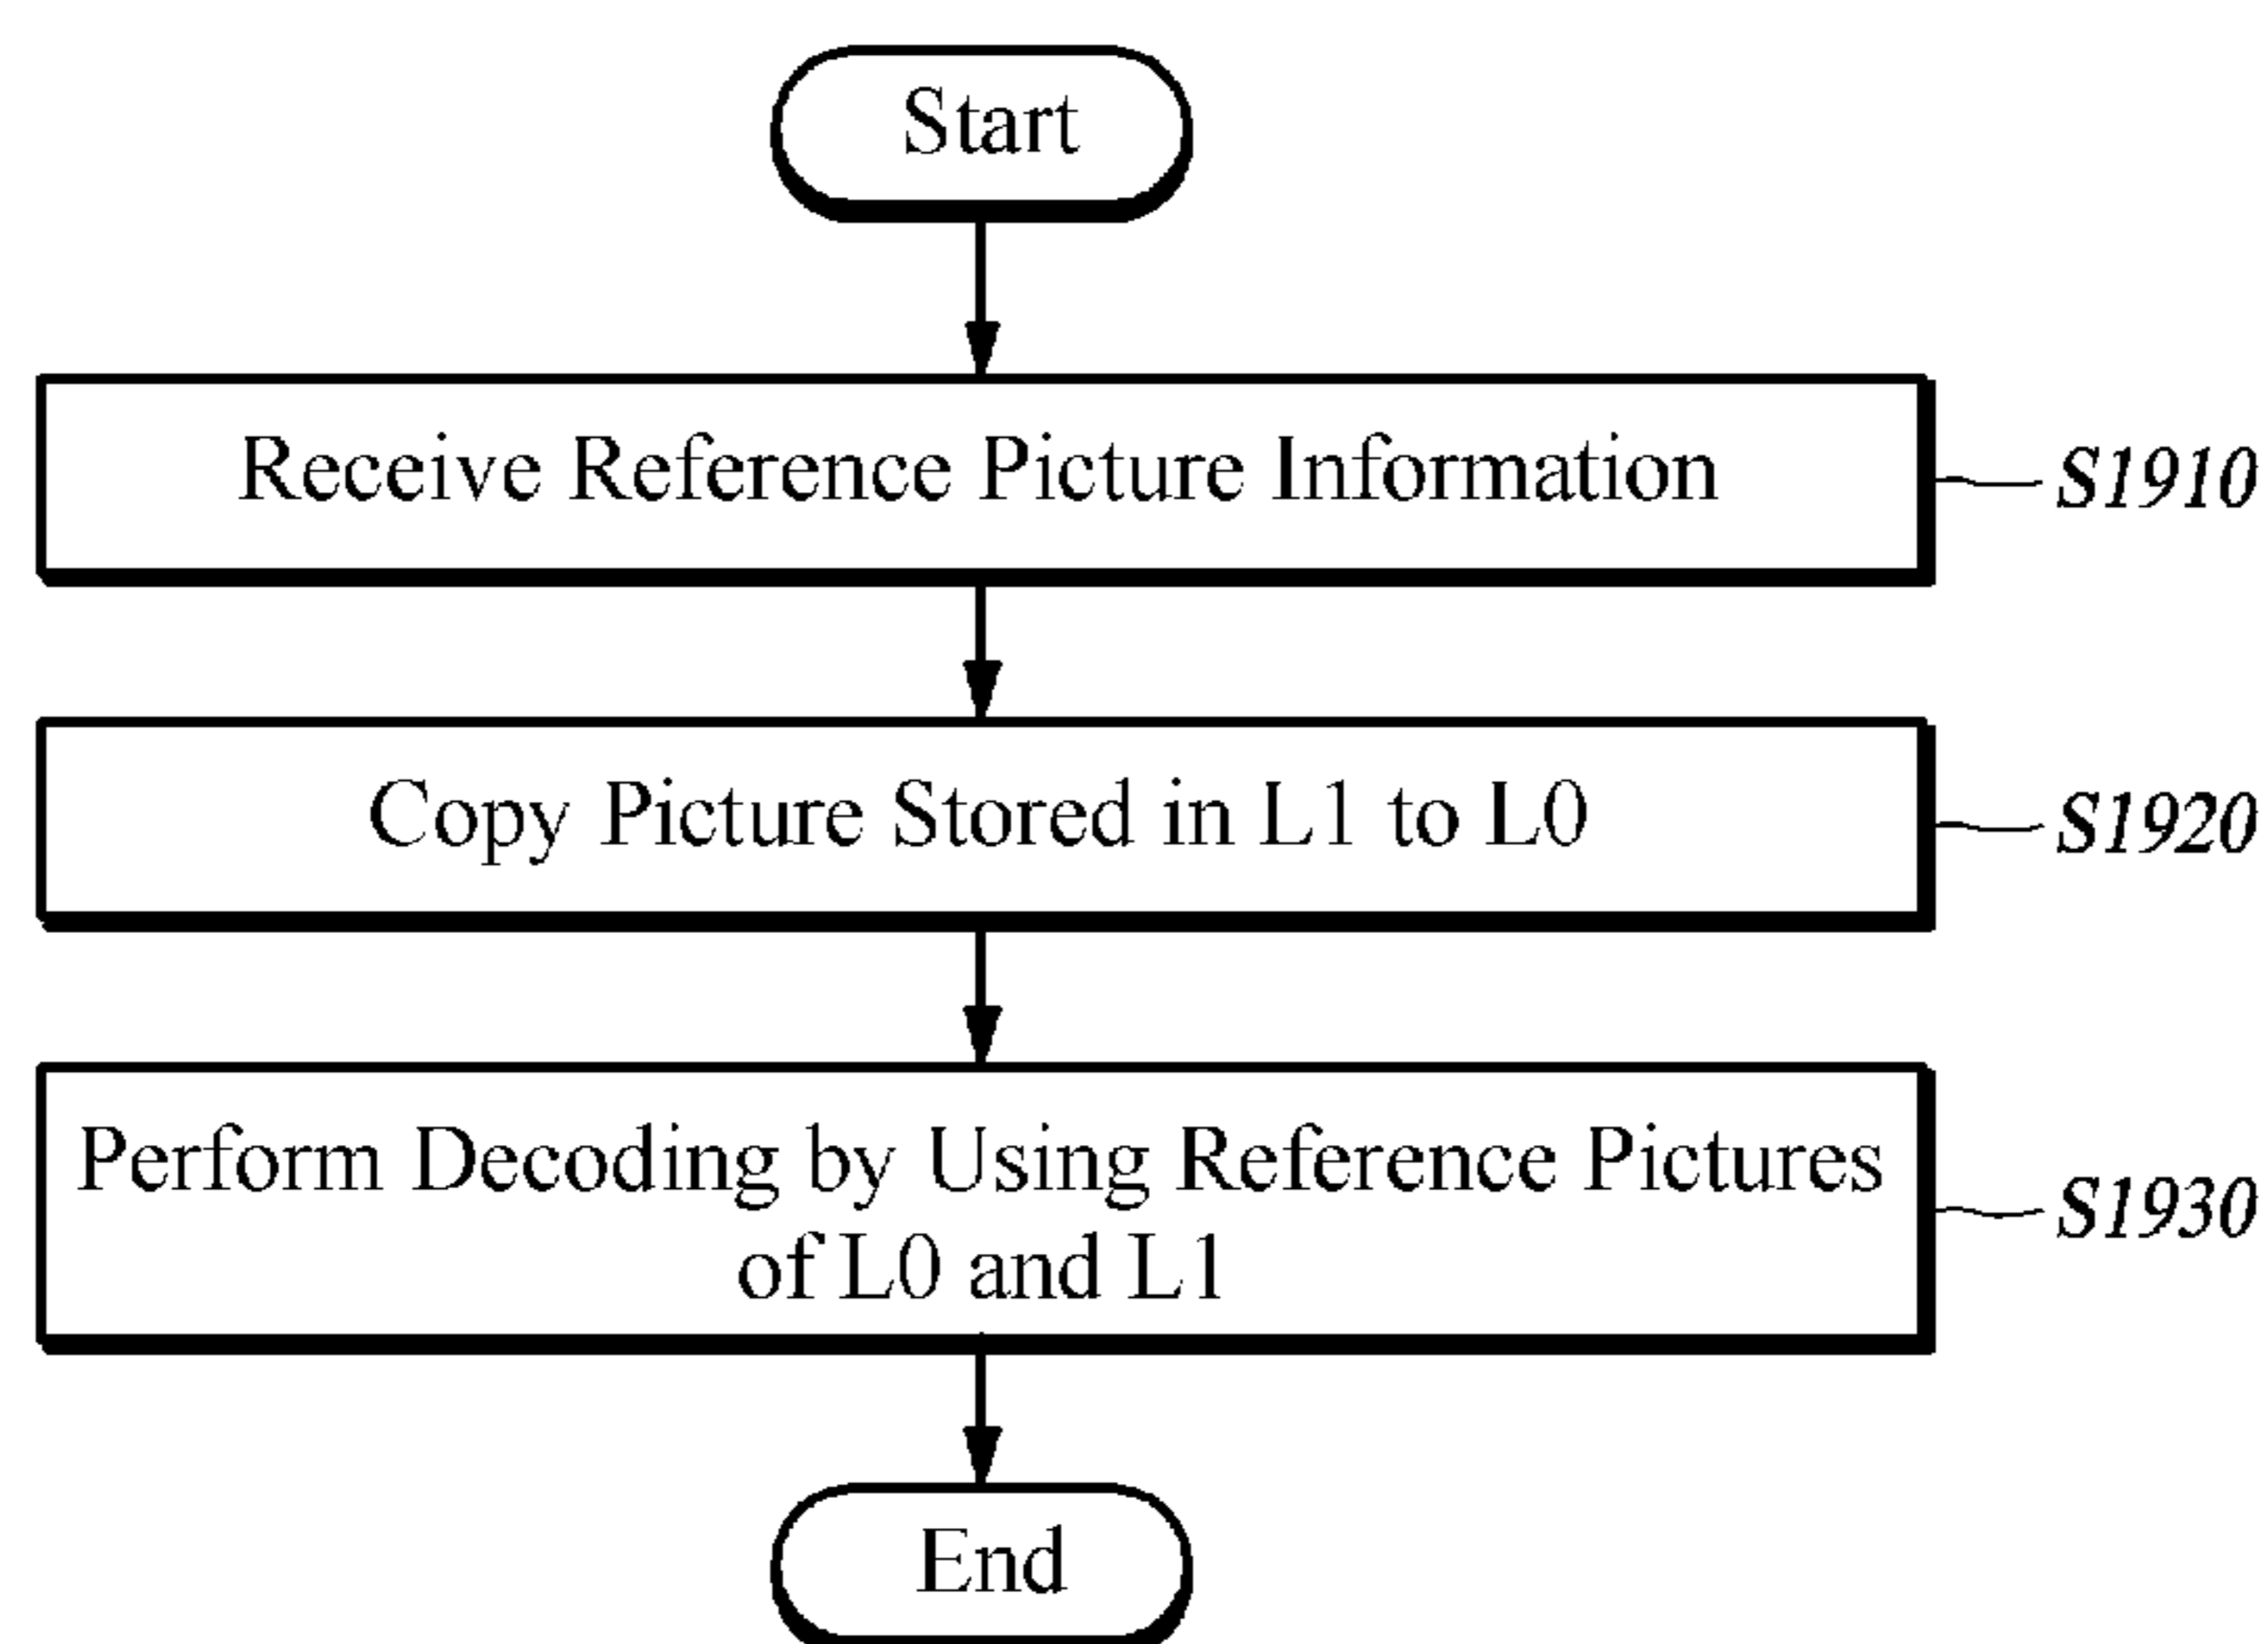 Start
Receive Reference Picture Information
S1910
Copy Picture Stored in L1 to L0
S1920
Perform Decoding by Using Reference Pictures
of L0 and L1
S1930
End